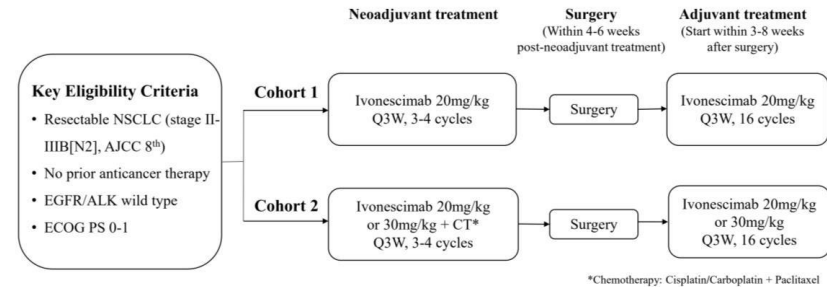 Neoadjuvant treatment
Surgery
(Within 4-6 weeks
post-neoadjuvant treatment)
Adjuvant treatment
(Start within 3-8 weeks
after surgery)
Key Eligibility Criteria
• Resectable NSCLC (stage II-
IIIB[N2], AJCC 8th)
• No prior anticancer therapy
• EGFR/ALK wild type
• ECOG PS 0-1
Cohort 1
Ivonescimab 20mg/kg
Q3W, 3-4 cycles
Surgery
Ivonescimab 20mg/kg
Q3W, 16 cycles
Cohort 2
Ivonescimab 20mg/kg
or 30mg/kg + CT*
Q3W, 3-4 cycles
Surgery
Ivonescimab 20mg/kg
or 30mg/kg
Q3W, 16 cycles
*Chemotherapy: Cisplatin/Carboplatin + Paclitaxel